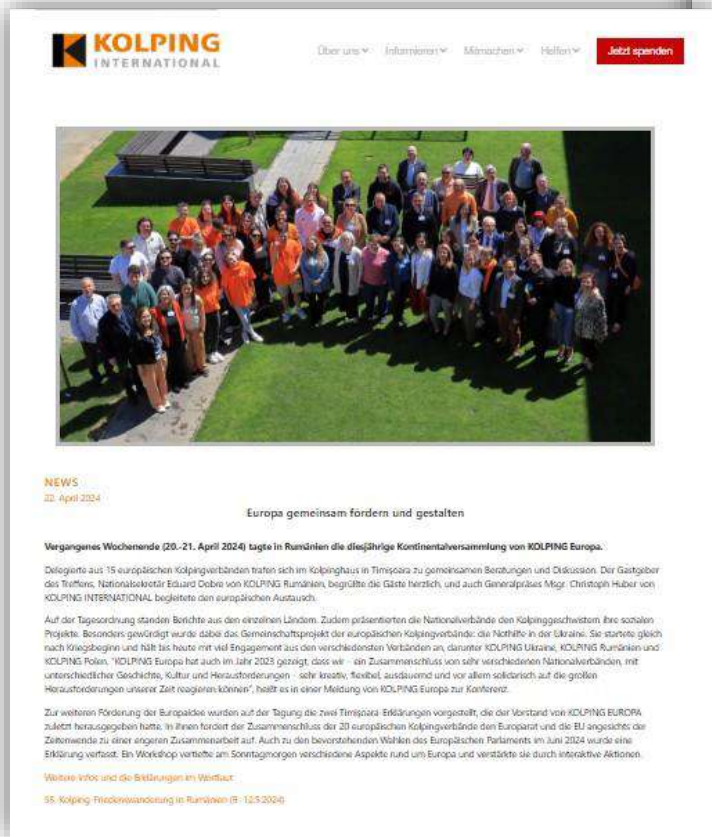 KOLPING
INTERNATIONAL
Über uns Informieren Mitmachen Helfen Jetzt spenden
NEWS
22. April 2024
Europa gemeinsam fördern und gestalten
Vergangenes Wochenende (20.-21. April 2024) tagte in Rumänien die diesjährige Kontinentalversammlung von KOLPING Europa.
Delegierte aus 15 europäischen Kolpingverbänden trafen sich im Kolpinghaus in Timișoara zu gemeinsamen Beratungen und Diskussion. Der Gastgeber
des Treffens, Nationalsekretär Eduard Dobre von KOLPING Rumänien, begrüßte die Gäste herzlich, und auch Generalpräses Msgr. Christoph Huber von
KOLPING INTERNATIONAL begleitete den europäischen Austausch.
Auf der Tagesordnung standen Berichte aus den einzelnen Ländern. Zudem präsentierten die Nationalverbände den Kolpinggeschwistern ihre sozialen
Projekte. Besonders gewürdigt wurde dabei das Gemeinschaftsprojekt der europäischen Kolpingverbände: die Nothilfe in der Ukraine. Sie startete gleich
nach Kriegsbeginn und hält bis heute mit viel Engagement aus den verschiedensten Verbänden an, darunter KOLPING Ukraine, KOLPING Rumänien und
KOLPING Polen. "KOLPING Europa hat auch im Jahr 2023 gezeigt, dass wir - ein Zusammenschluss von sehr verschiedenen Nationalverbänden, mit
unterschiedlicher Geschichte, Kultur und Herausforderungen - sehr kreativ, flexibel, ausdauernd und vor allem solidarisch auf die großen
Herausforderungen unserer Zeit reagieren können", heißt es in einer Meldung von KOLPING Europa zur Konferenz.
Zur weiteren Förderung der Europaidee wurden auf der Tagung die zwei Timișoara-Erklärungen vorgestellt, die der Vorstand von KOLPING EUROPA
zuletzt herausgegeben hatte. In ihnen fordert der Zusammenschluss der 20 europäischen Kolpingverbände den Europarat und die EU angesichts der
Zeitenwende zu einer engeren Zusammenarbeit auf. Auch zu den bevorstehenden Wahlen des Europäischen Parlaments im Juni 2024 wurde eine
Erklärung verfasst. Ein Workshop vertiefte am Sonntagmorgen verschiedene Aspekte rund um Europa und verstärkte sie durch interaktive Aktionen.
Weitere Infos und die Erklärungen im Wortlaut
55. Kolping-Friedenswanderung in Rumänien (9.-12.5.2024)